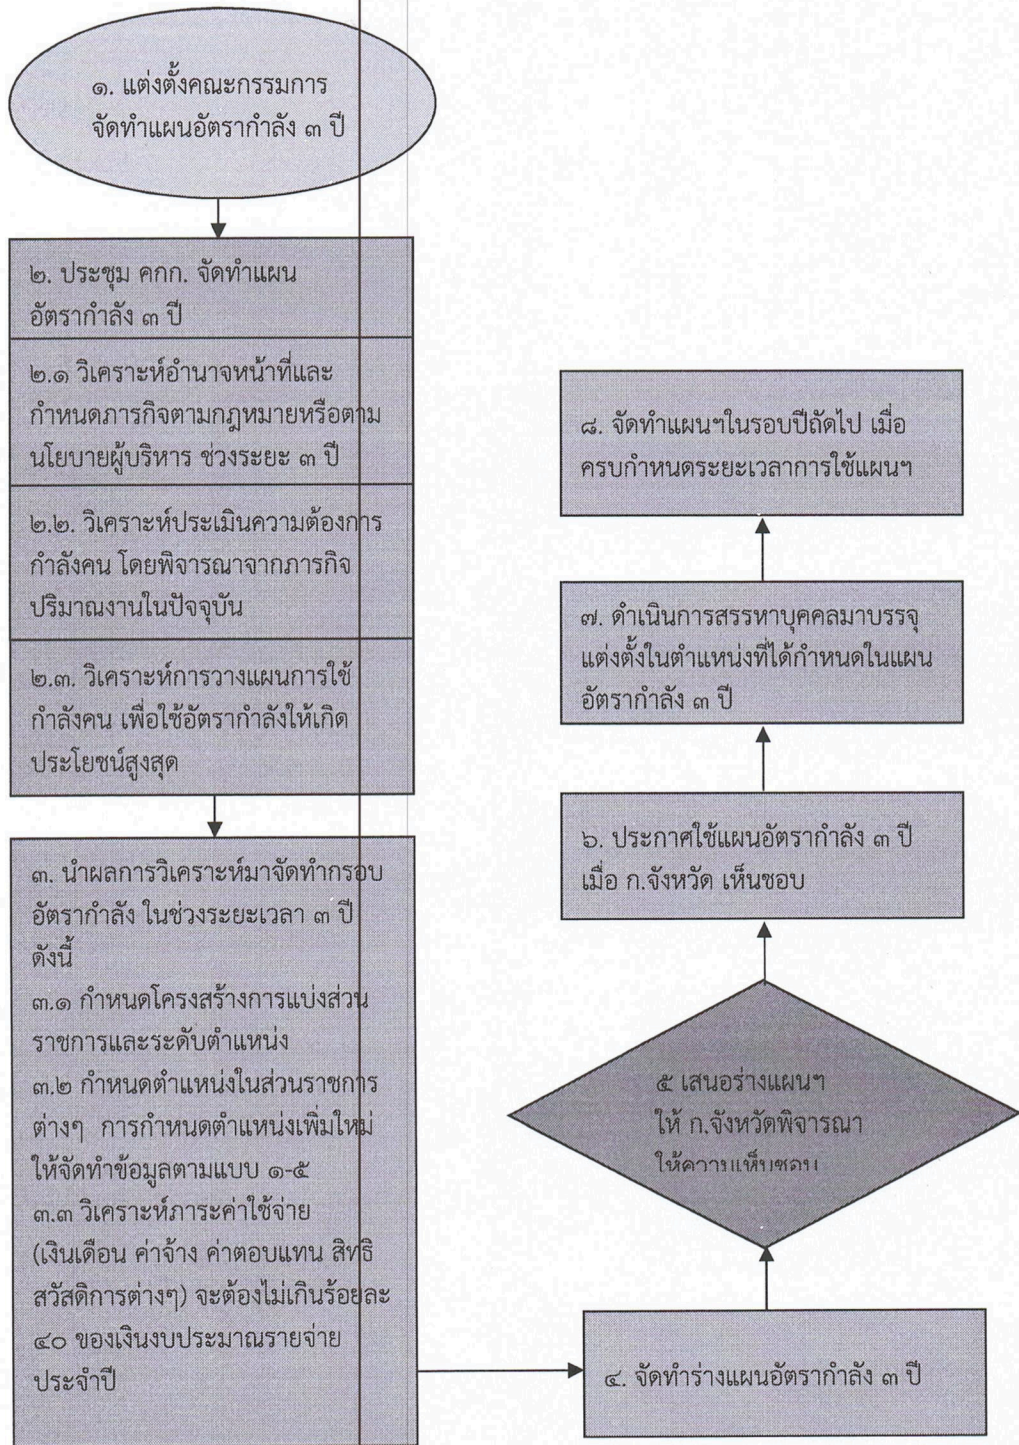 ๑. แต่งตั้งคณะกรรมการ
จัดทำแผนอัตรากำลัง ๓ ปี
๒. ประชุม คกก. จัดทำแผน
อัตรากำลัง ๓ ปี
๒.๑ วิเคราะห์อำนาจหน้าที่และ
กำหนดภารกิจตามกฎหมายหรือตาม
นโยบายผู้บริหาร ช่วงระยะ ๓ ปี
๒.๒. วิเคราะห์ประเมินความต้องการ
กำลังคน โดยพิจารณาจากภารกิจ
ปริมาณงานในปัจจุบัน
๒.๓. วิเคราะห์การวางแผนการใช้
กำลังคน เพื่อใช้อัตรากำลังให้เกิด
ประโยชน์สูงสุด
๓. นำผลการวิเคราะห์มาจัดทำกรอบ
อัตรากำลัง ในช่วงระยะเวลา ๓ ปี
ดังนี้
๓.๑ กำหนดโครงสร้างการแบ่งส่วน
ราชการและระดับตำแหน่ง
๓.๒ กำหนดตำแหน่งในส่วนราชการ
ต่างๆ การกำหนดตำแหน่งเพิ่มใหม่
ให้จัดทำข้อมูลตามแบบ ๑-๕
๓.๓ วิเคราะห์ภาระค่าใช้จ่าย
(เงินเดือน ค่าจ้าง ค่าตอบแทน สิทธิ
สวัสดิการต่างๆ) จะต้องไม่เกินร้อยละ
๔๐ ของเงินงบประมาณรายจ่าย
ประจำปี
๔. จัดทำร่างแผนอัตรากำลัง ๓ ปี
๕ เสนอร่างแผนฯ
ให้ ก.จังหวัดพิจารณา
ให้ความเห็นชอบ
๖. ประกาศใช้แผนอัตรากำลัง ๓ ปี
เมื่อ ก.จังหวัด เห็นชอบ
๗. ดำเนินการสรรหาบุคคลมาบรรจุ
แต่งตั้งในตำแหน่งที่ได้กำหนดในแผน
อัตรากำลัง ๓ ปี
๘. จัดทำแผนฯในรอบปีถัดไป เมื่อ
ครบกำหนดระยะเวลาการใช้แผนฯ